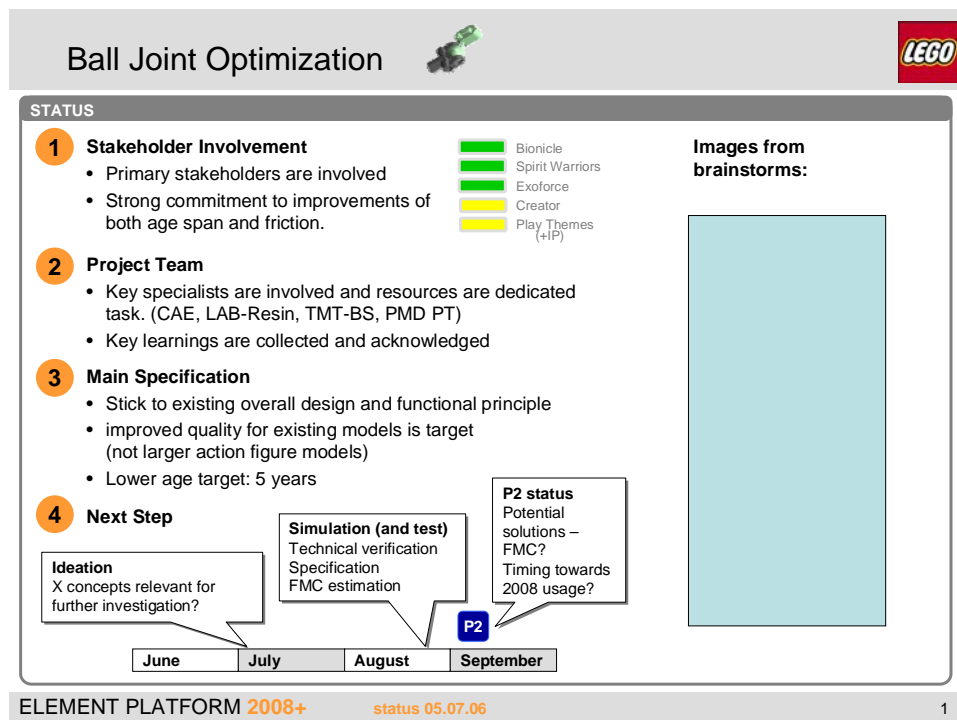 Ball Joint Optimization
LEGO
STATUS
1 Stakeholder Involvement
• Primary stakeholders are involved
• Strong commitment to improvements of
both age span and friction.
Bionicle
Spirit Warriors
Exoforce
Creator
Play Themes
(+IP)
Images from
brainstorms:
2 Project Team
• Key specialists are involved and resources are dedicated
task. (CAE, LAB-Resin, TMT-BS, PMD PT)
• Key learnings are collected and acknowledged
3 Main Specification
• Stick to existing overall design and functional principle
• improved quality for existing models is target
(not larger action figure models)
• Lower age target: 5 years
4 Next Step
Ideation
X concepts relevant for
further investigation?
Simulation (and test)
Technical verification
Specification
FMC estimation
P2 status
Potential
solutions –
FMC?
Timing towards
2008 usage?
P2
June July August September
ELEMENT PLATFORM 2008+ status 05.07.06 1